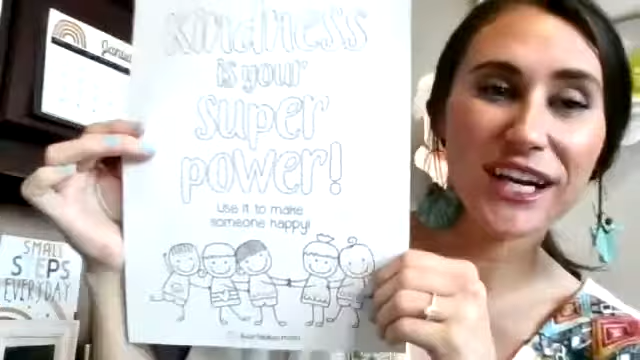 Kindness
is your
super
power!
use it to make
someone happy!
SMALL
STEPS
EVERYDAY